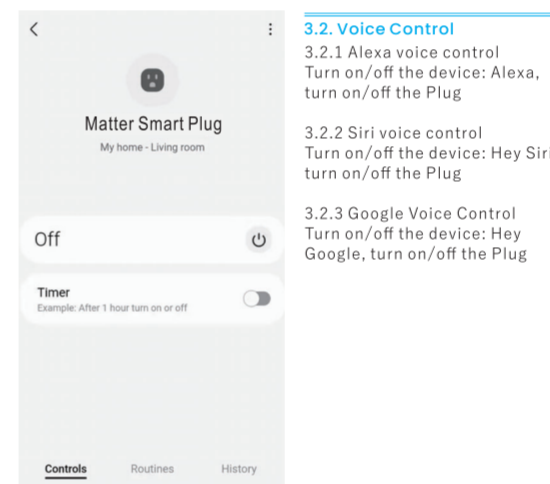 Matter Smart Plug
My home - Living room
Off
Timer
Example: After 1 hour turn on or off
Controls Routines History
3.2. Voice Control
3.2.1 Alexa voice control
Turn on/off the device: Alexa,
turn on/off the Plug
3.2.2 Siri voice control
Turn on/off the device: Hey Siri
turn on/off the Plug
3.2.3 Google Voice Control
Turn on/off the device: Hey
Google, turn on/off the Plug